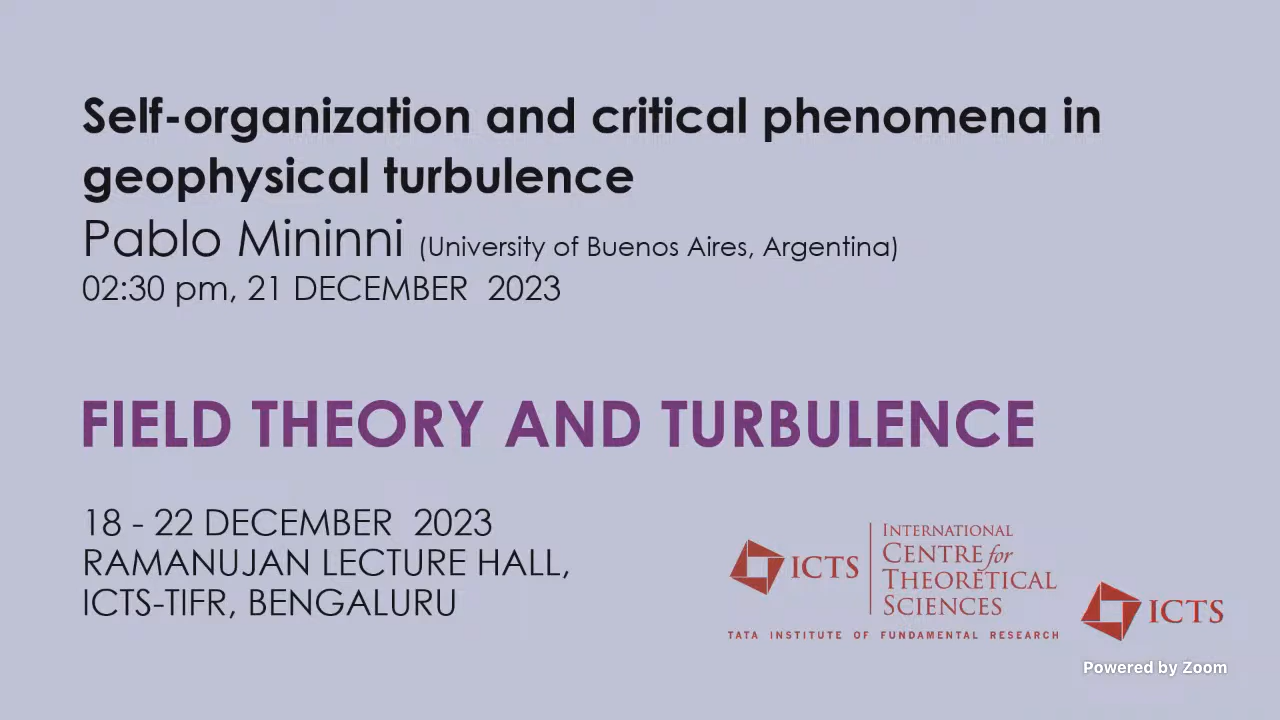 Self-organization and critical phenomena in
geophysical turbulence
Pablo Mininni (University of Buenos Aires, Argentina)
02:30 pm, 21 DECEMBER 2023
FIELD THEORY AND TURBULENCE
18 - 22 DECEMBER 2023
RAMANUJAN LECTURE HALL,
ICTS-TIFR, BENGALURU
ICTS
INTERNATIONAL
CENTRE for
THEORETICAL
SCIENCES
TATA INSTITUTE OF FUNDAMENTAL RESEARCH
ICTS
Powered by Zoom